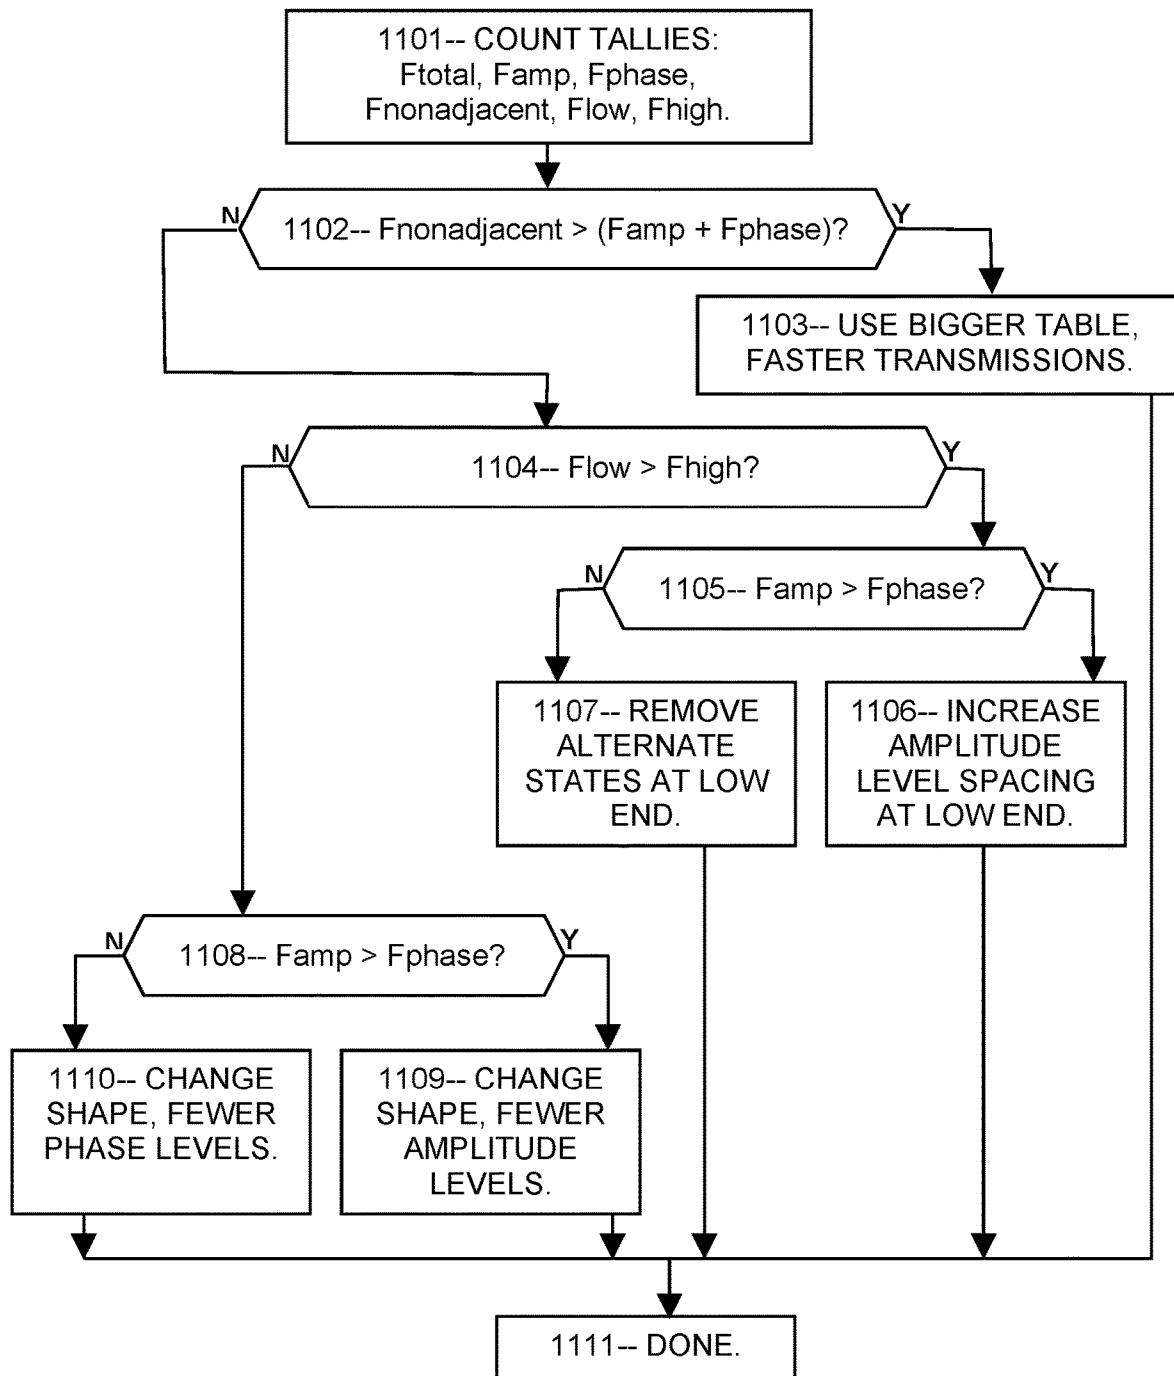 1101-- COUNT TALLIES:
Ftotal, Famp, Fphase,
Fnonadjacent, Flow, Fhigh.
N
1102-- Fnonadjacent > (Famp + Fphase)?
Y
1103-- USE BIGGER TABLE,
FASTER TRANSMISSIONS.
N
1104-- Flow > Fhigh?
Y
N
1105-- Famp > Fphase?
Y
1107-- REMOVE
ALTERNATE
STATES AT LOW
END.
1106-- INCREASE
AMPLITUDE
LEVEL SPACING
AT LOW END.
N
1108-- Famp > Fphase?
Y
1110-- CHANGE
SHAPE, FEWER
PHASE LEVELS.
1109-- CHANGE
SHAPE, FEWER
AMPLITUDE
LEVELS.
1111-- DONE.